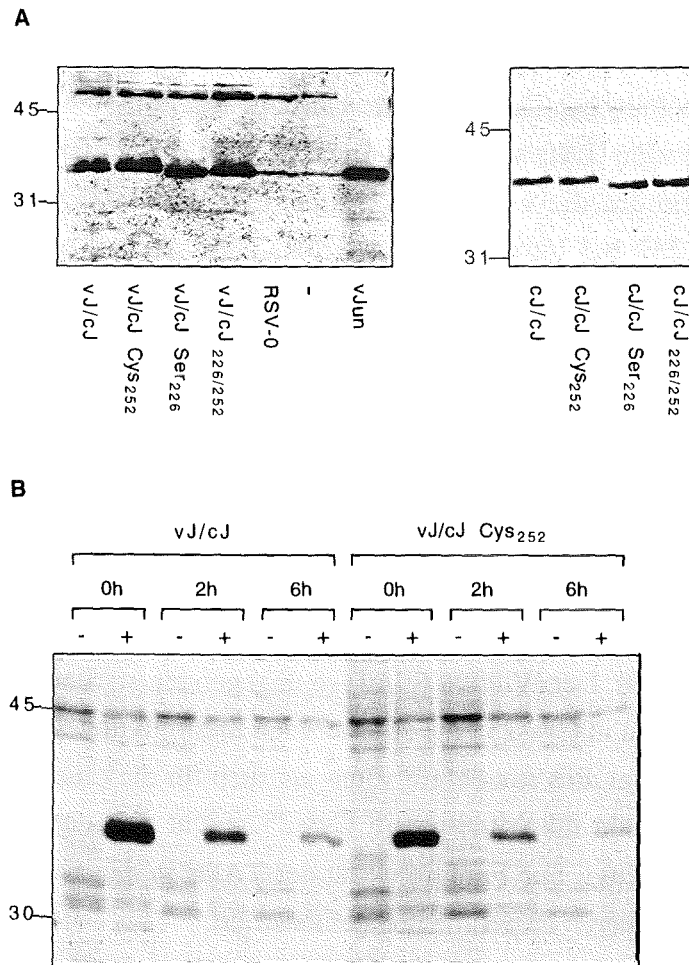 A
45
31
vJ/cJ
vJ/cJ Cys252
vJ/cJ Ser226
vJ/cJ 226/252
RSV-0
-
vJun
45
31
cJ/cJ
cJ/cJ Cys252
cJ/cJ Ser226
cJ/cJ 226/252
B
vJ/cJ vJ/cJ Cys252
0h 2h 6h 0h 2h 6h
- + - + - + - + - + - +
45
30